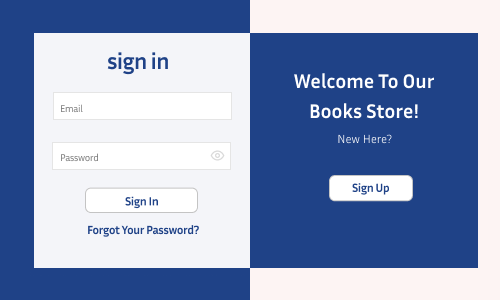 sign in
Email
Password
Sign In
Forgot Your Password?
Welcome To Our
Books Store!
New Here?
Sign Up